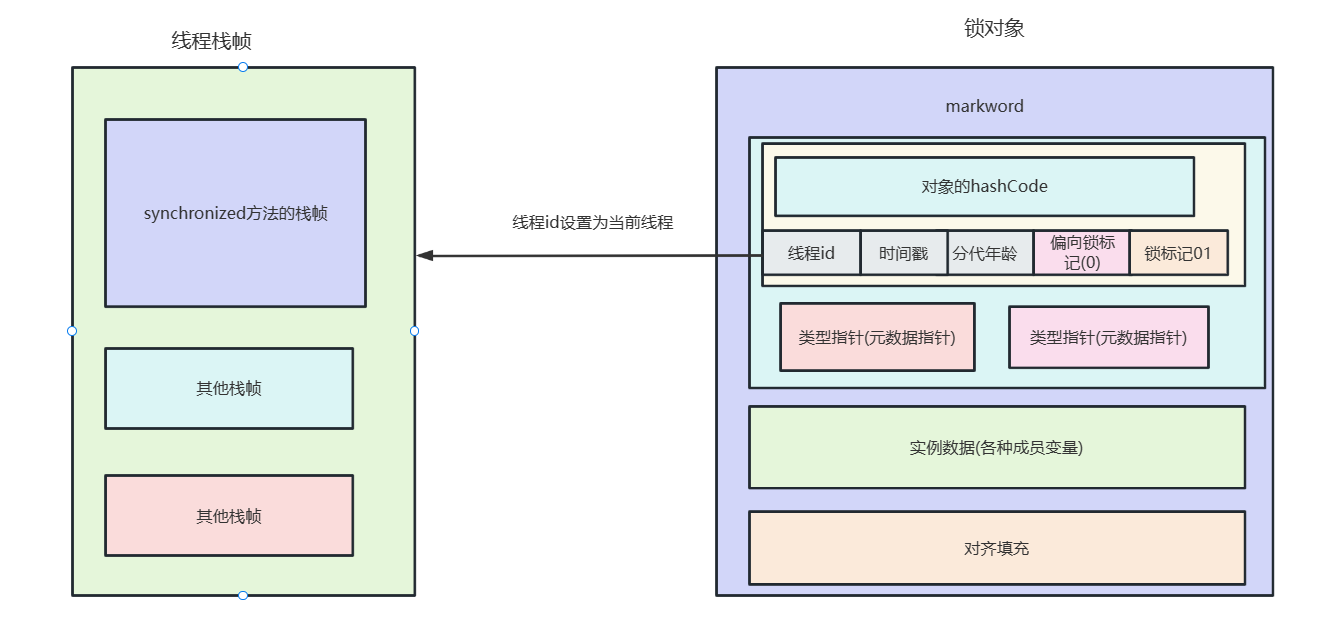 线程栈帧
锁对象
synchronized方法的栈帧
其他栈帧
其他栈帧
线程id设置为当前线程
markword
对象的hashCode
线程id
时间戳
分代年龄
偏向锁标
记(0)
锁标记01
类型指针(元数据指针)
类型指针(元数据指针)
实例数据(各种成员变量)
对齐填充